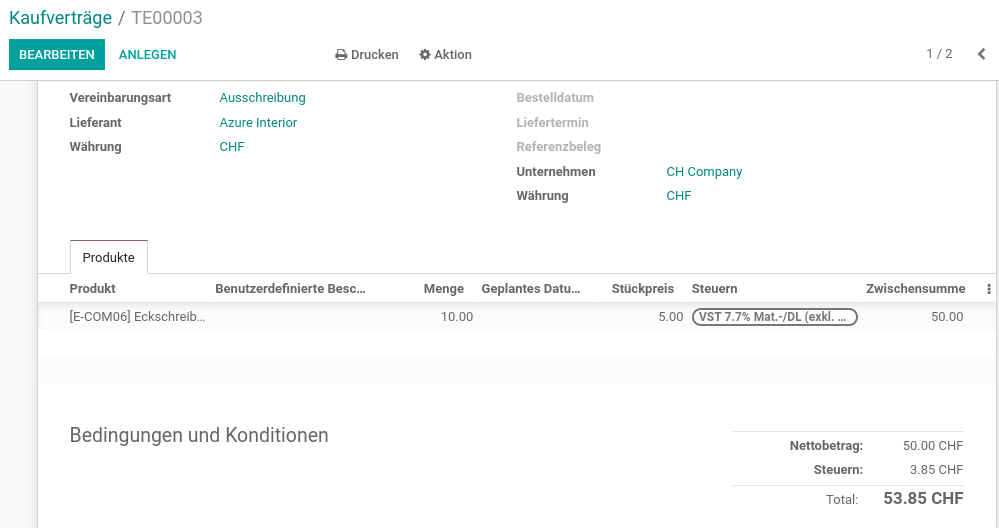 Kaufverträge / TE00003
BEARBEITEN ANLEGEN Drucken Aktion 1 / 2
Vereinbarungsart Ausschreibung Bestelldatum
Lieferant Azure Interior Liefertermin
Währung CHF Referenzbeleg
Unternehmen CH Company
Währung CHF
Produkte
Produkt Benutzerdefinierte Besc... Menge Geplantes Datu... Stückpreis Steuern Zwischensumme
[E-COM06] Eckschreib... 10.00 5.00 VST 7.7% Mat.-/DL (exkl. ... 50.00
Bedingungen und Konditionen
Nettobetrag: 50.00 CHF
Steuern: 3.85 CHF
Total: 53.85 CHF